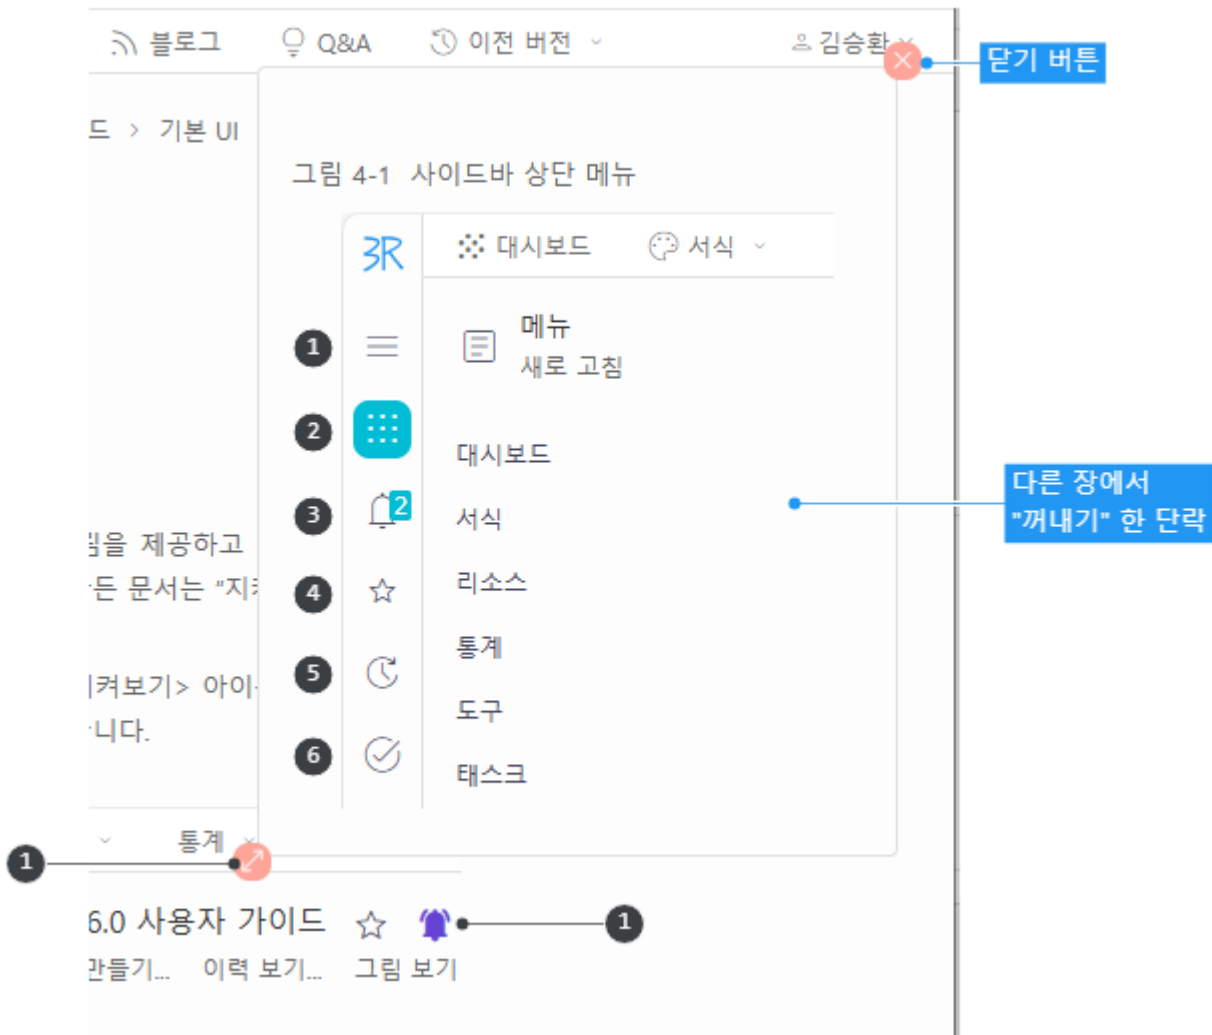 블로그 Q&A 이전 버전 김승환
닫기 버튼
드 > 기본 UI
그림 4-1 사이드바 상단 메뉴
3R 대시보드 서식
1 메뉴
새로 고침
2
대시보드
3 2 서식
다른 장에서
"꺼내기" 한 단락
림을 제공하고
든 문서는 "지
4 리소스
통계
5
켜보기> 아이
니다.
도구
6 태스크
통계
1
6.0 사용자 가이드 1
만들기... 이력 보기... 그림 보기